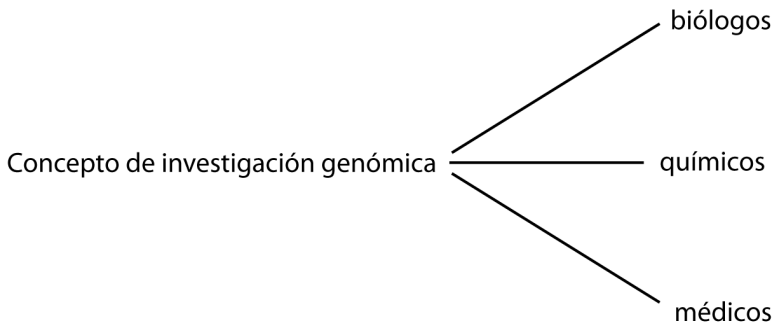 biólogos
Concepto de investigación genómica
químicos
médicos